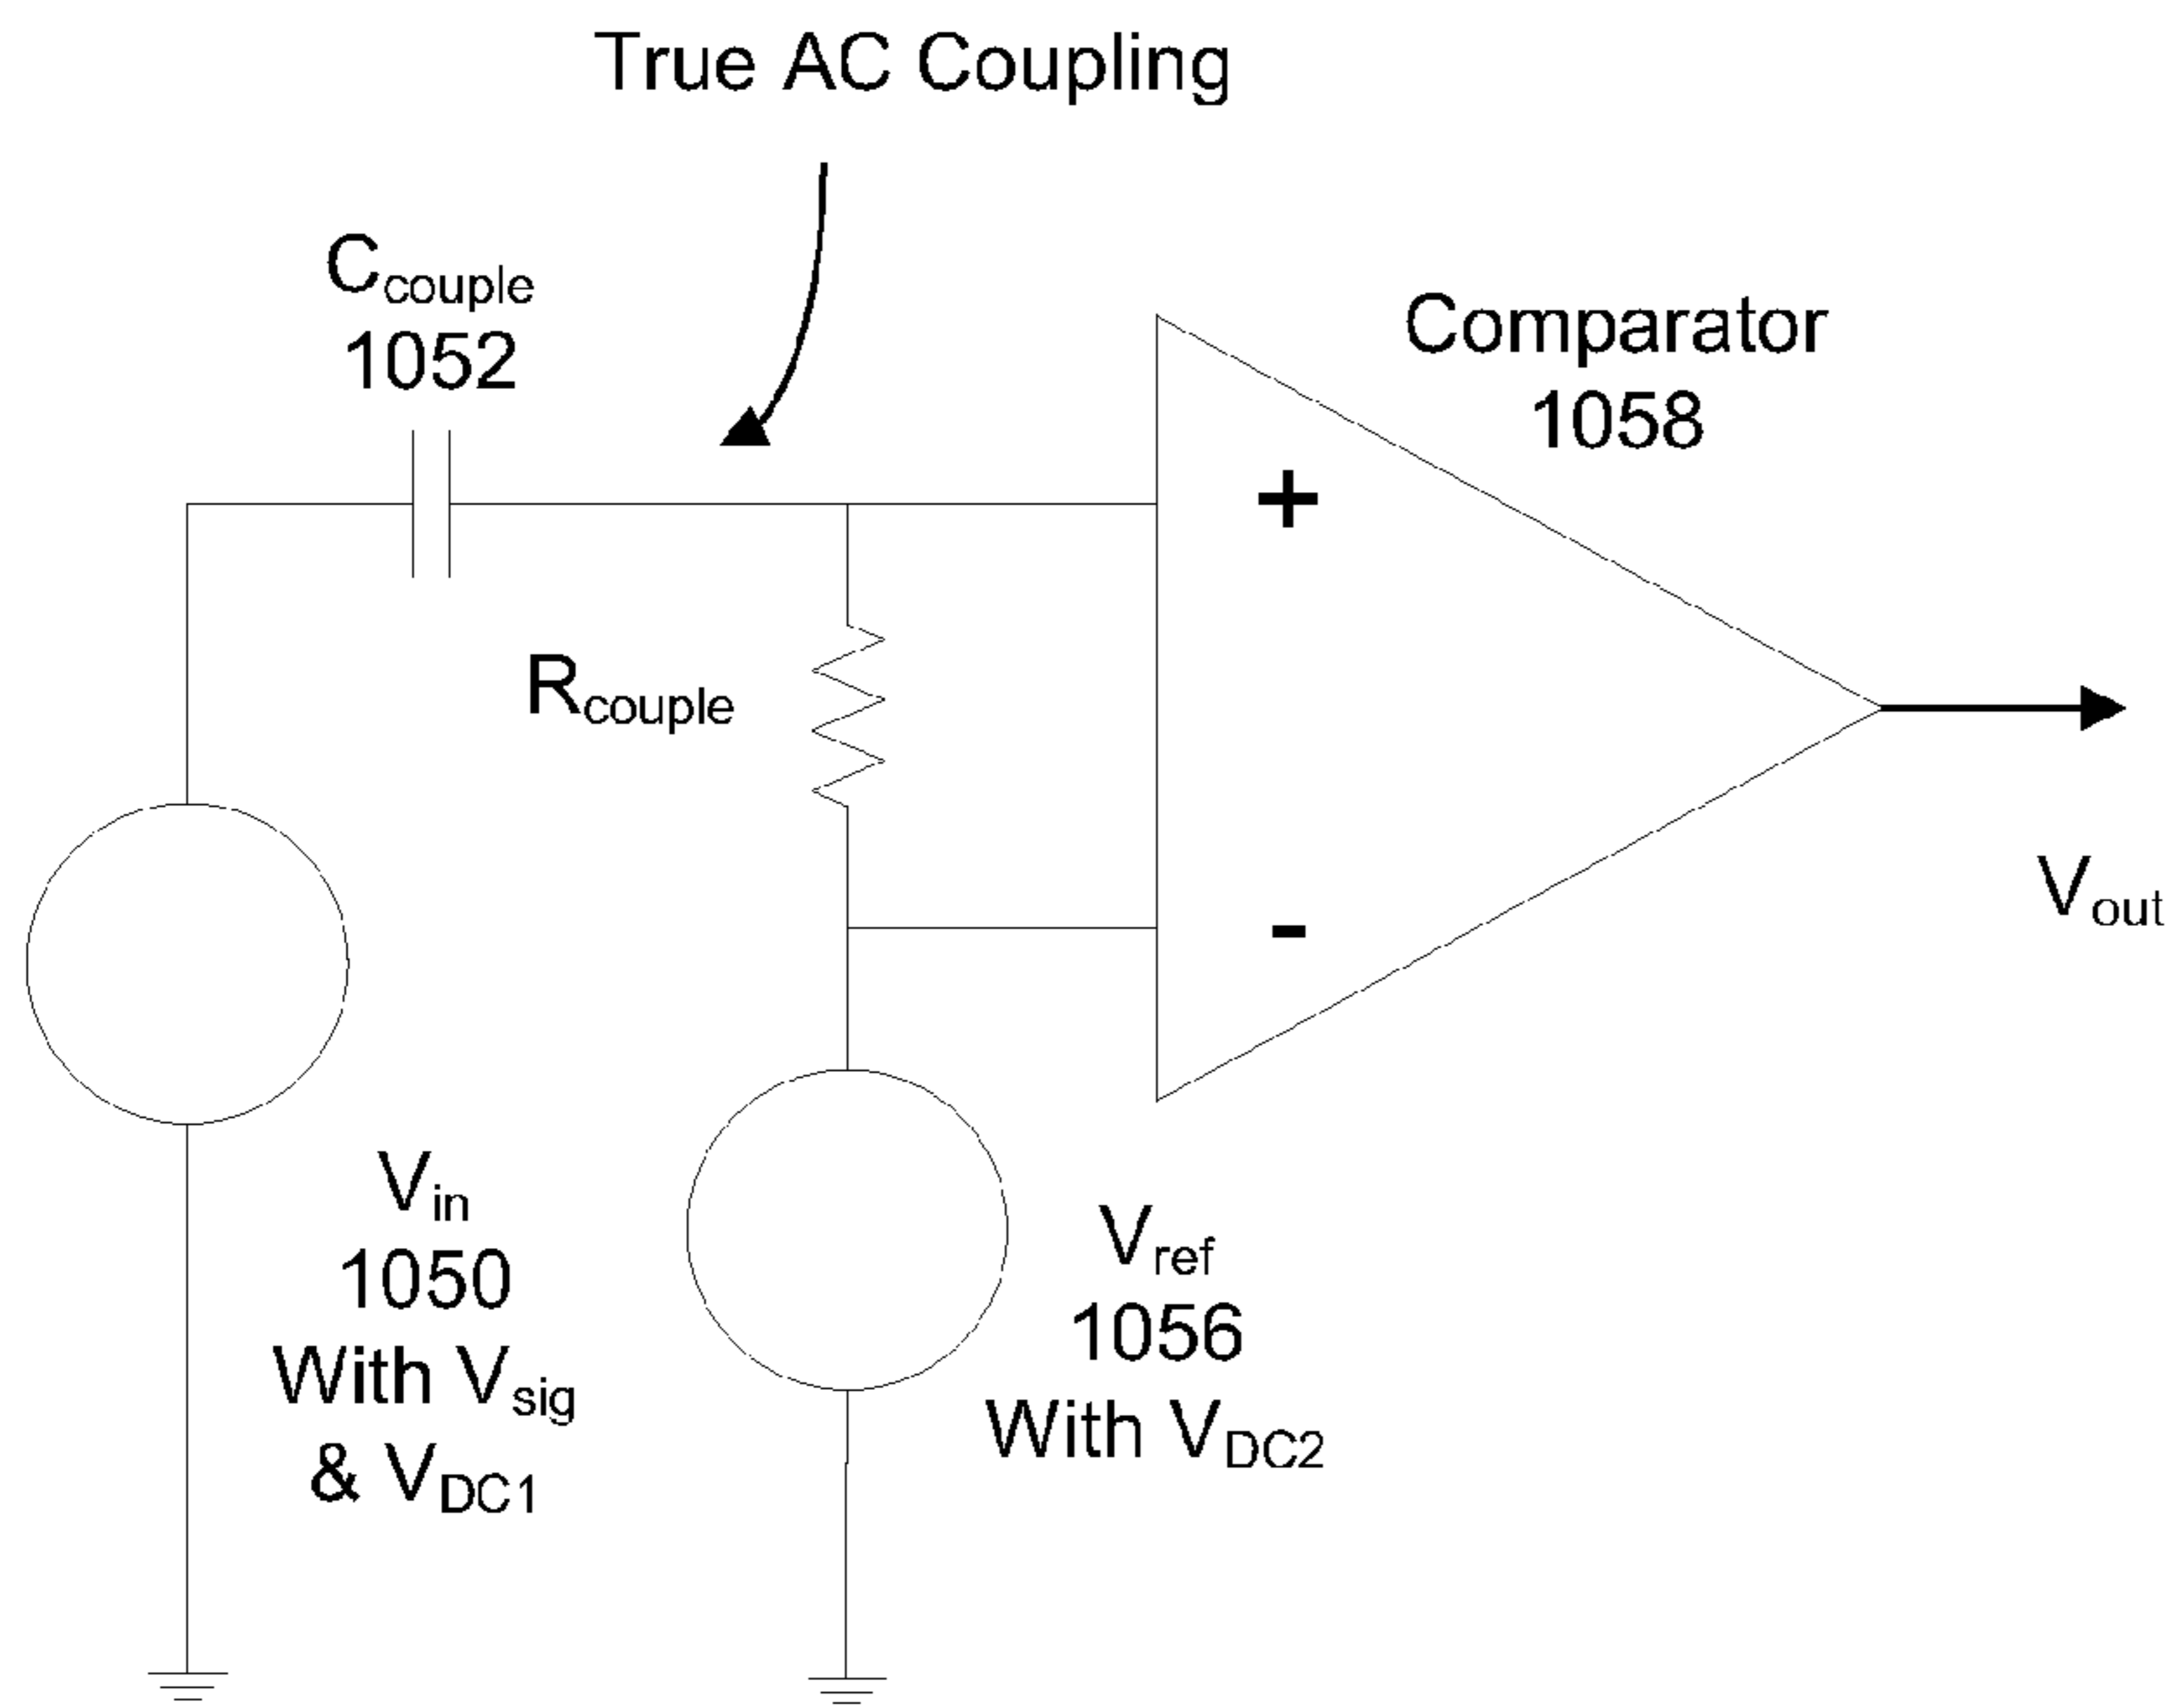 True AC Coupling
Ccouple
1052
Comparator
1058
+
Rcouple
-
Vout
Vin
1050
With Vsig
& VDC1
Vref
1056
With VDC2